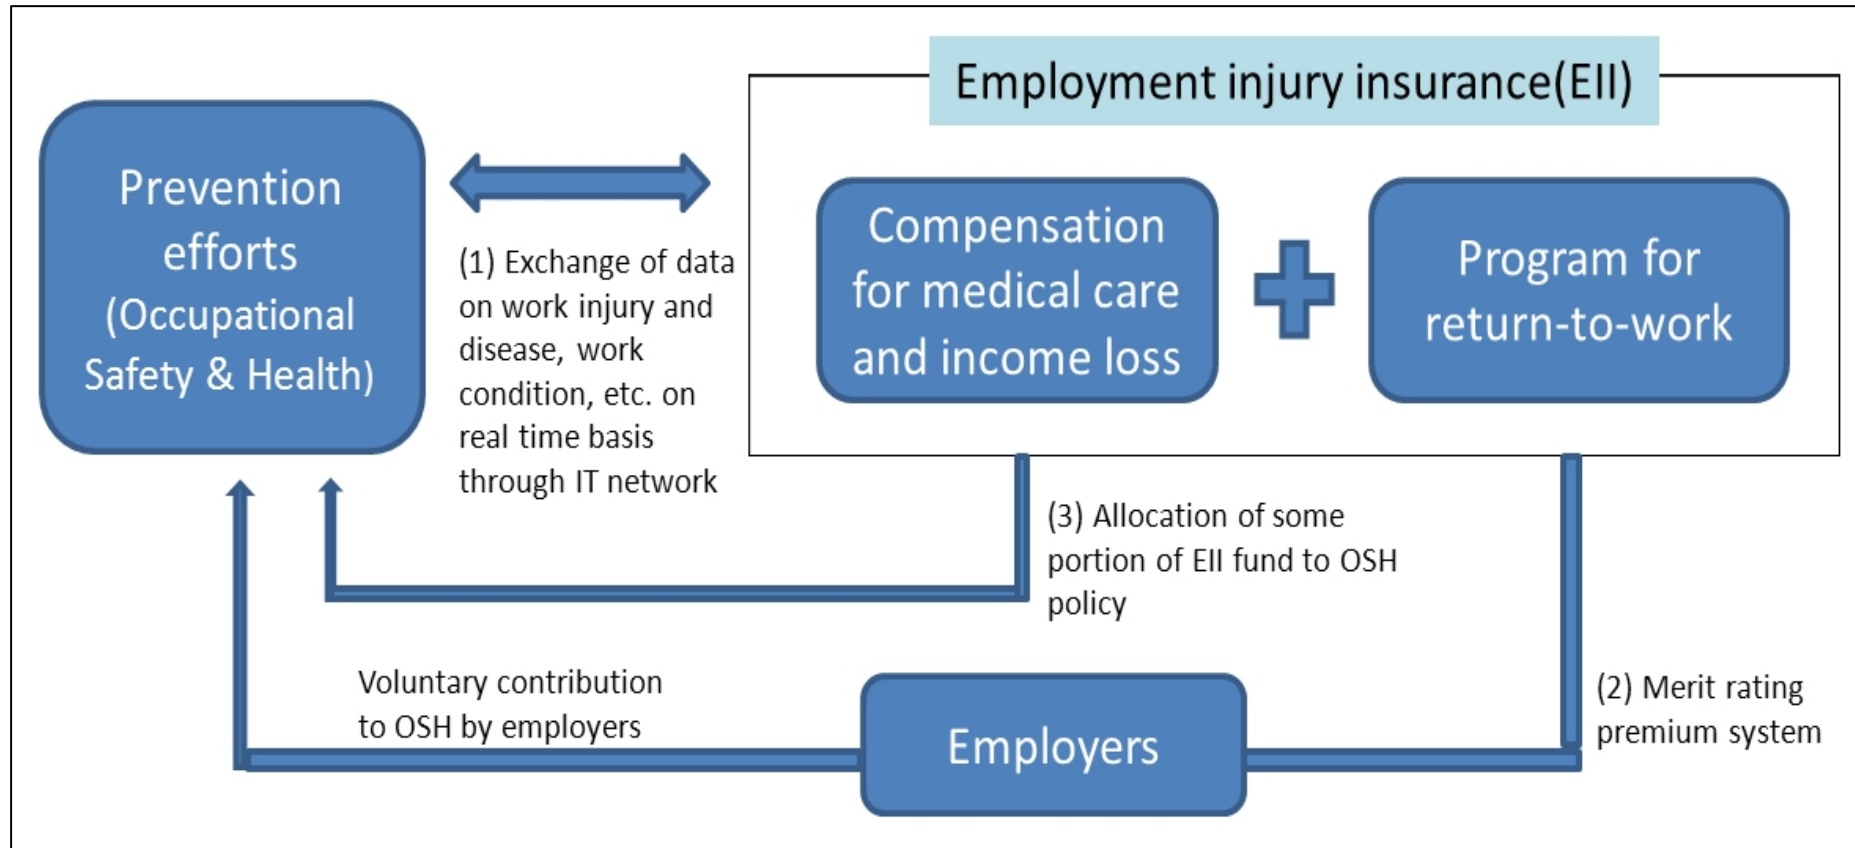 Employment injury insurance(EII)
Prevention
efforts
(Occupational
Safety & Health)
(1) Exchange of data
on work injury and
disease, work
condition, etc. on
real time basis
through IT network
Compensation
for medical care
and income loss
Program for
return-to-work
(3) Allocation of some
portion of EII fund to OSH
policy
Voluntary contribution
to OSH by employers
Employers
(2) Merit rating
premium system